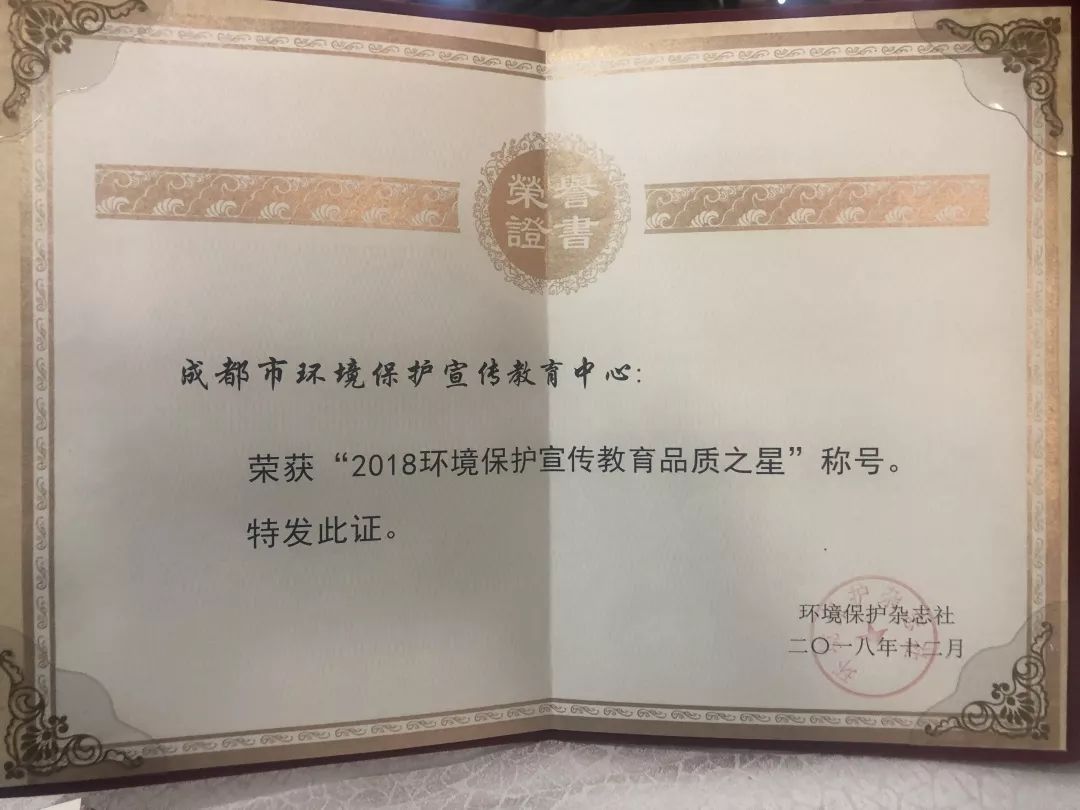 榮譽
證書
成都市环境保护宣传教育中心:
荣获“2018环境保护宣传教育品质之星”称号。
特发此证。
环境保护杂志社
二〇一八年十二月